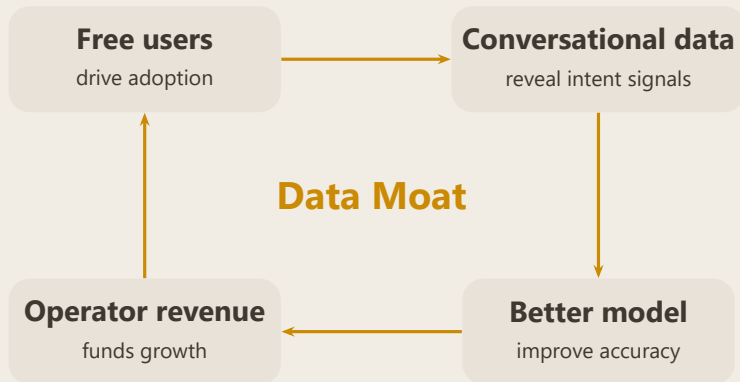 Free users
drive adoption
Conversational data
reveal intent signals
Data Moat
Operator revenue
funds growth
Better model
improve accuracy